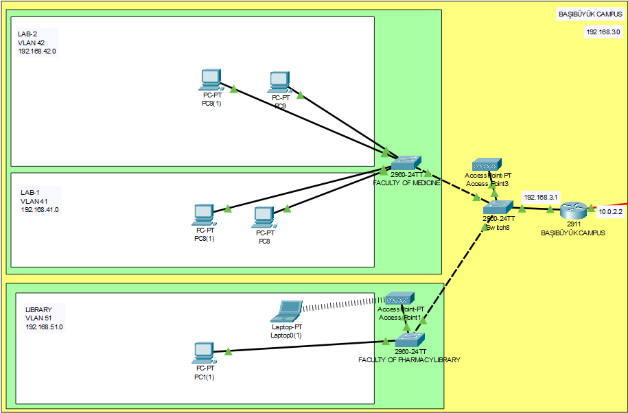 LAB-2
VLAN 42
192.168.42.0
PC-PT
PC9(1)
PC-PT
PC9
LAB-1
VLAN 41
192.168.41.0
PC-PT
PC8(1)
PC-PT
PC8
2960-24TT
FACULTY OF MEDICINE
BAŞIBÜYÜK CAMPUS
192.168.3.0
AccessPoint-PT
Access Point3
2960-24TT
Switch8
192.168.3.1
2911
BAŞIBÜYÜK CAMPUS
10.0.2.2
LIBRARY
VLAN 51
192.168.51.0
Laptop-PT
Laptop0(1)
AccessPoint-PT
Access Point1
PC-PT
PC1(1)
2960-24TT
FACULTY OF PHARMACY LIBRARY